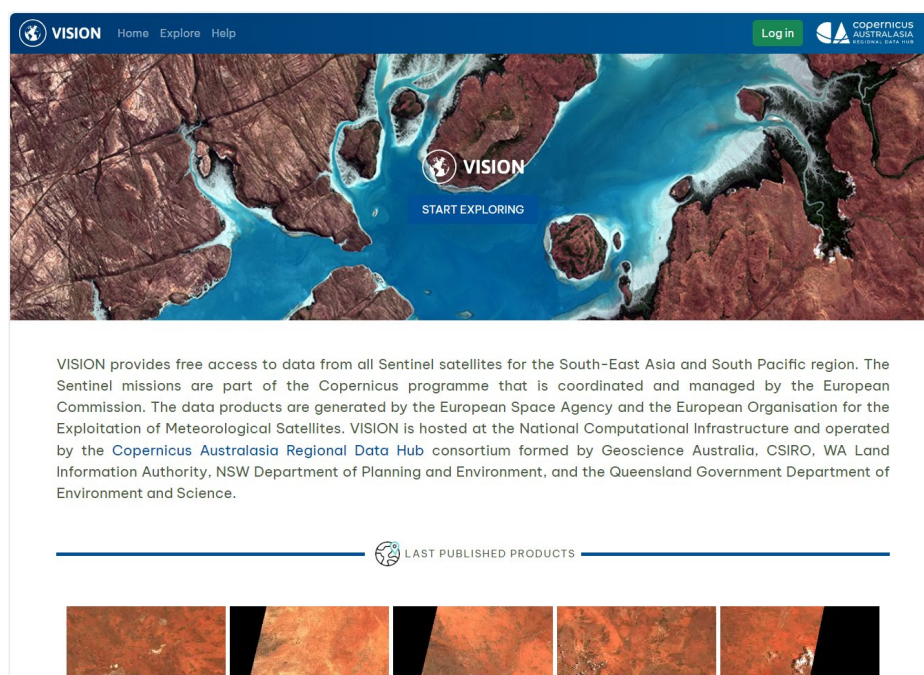 VISION Home Explore Help Log in copernicus
AUSTRALASIA
REGIONAL DATA HUB
VISION
START EXPLORING
VISION provides free access to data from all Sentinel satellites for the South-East Asia and South Pacific region. The
Sentinel missions are part of the Copernicus programme that is coordinated and managed by the European
Commission. The data products are generated by the European Space Agency and the European Organisation for the
Exploitation of Meteorological Satellites. VISION is hosted at the National Computational Infrastructure and operated
by the Copernicus Australasia Regional Data Hub consortium formed by Geoscience Australia, CSIRO, WA Land
Information Authority, NSW Department of Planning and Environment, and the Queensland Government Department of
Environment and Science.
LAST PUBLISHED PRODUCTS